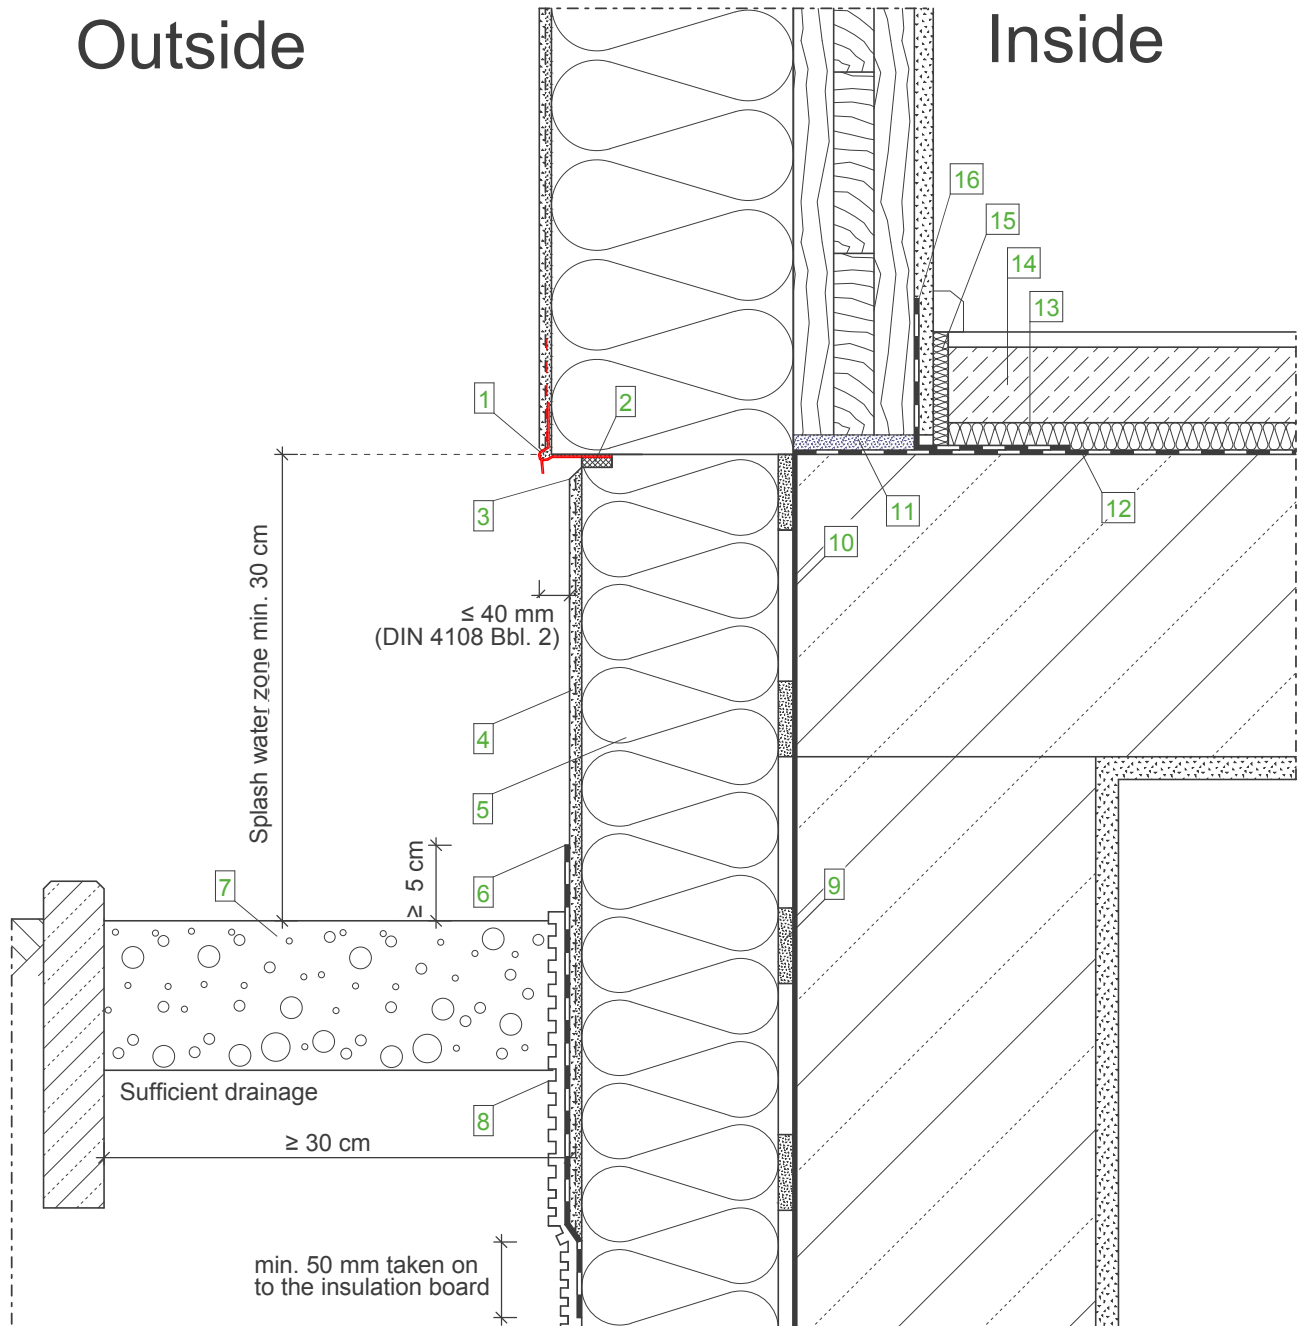 Outside
Inside
16
15
14
13
1
2
3
11
12
10
Splash water zone min. 30 cm
≤ 40 mm
(DIN 4108 Bbl. 2)
4
5
≥ 5 cm
6
7
9
Sufficient drainage
8
≥ 30 cm
min. 50 mm taken on
to the insulation board